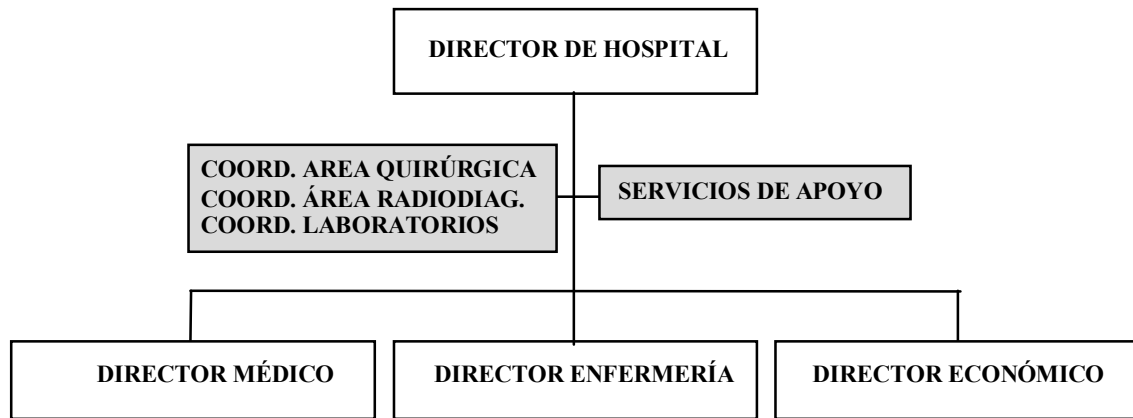 DIRECTOR DE HOSPITAL
COORD. AREA QUIRÚRGICA
COORD. ÁREA RADIODIAG.
COORD. LABORATORIOS
SERVICIOS DE APOYO
DIRECTOR MÉDICO
DIRECTOR ENFERMERÍA
DIRECTOR ECONÓMICO